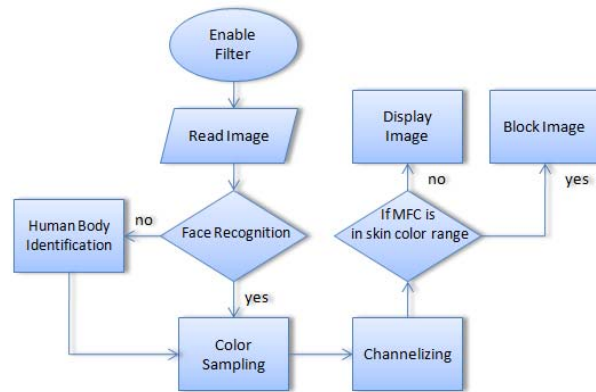 Enable
Filter
Read Image
Face Recognition
no
Human Body
Identification
yes
Color
Sampling
Channelizing
If MFC is
in skin color range
no
Display
Image
yes
Block Image